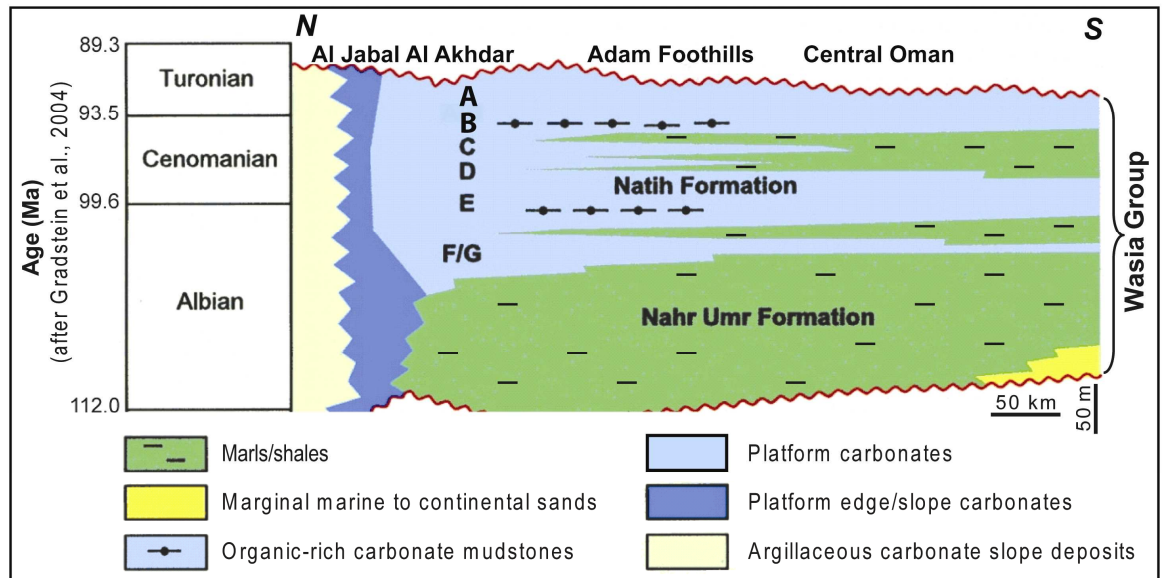 N
S
Al Jabal Al Akhdar
Adam Foothills
Central Oman
89.3
Turonian
A
93.5
B
C
Cenomanian
D
Natih Formation
99.6
E
F/G
Albian
Nahr Umr Formation
112.0
Age (Ma)
(after Gradstein et al., 2004)
Wasia Group
50 km
50 m
Marls/shales
Platform carbonates
Marginal marine to continental sands
Platform edge/slope carbonates
Organic-rich carbonate mudstones
Argillaceous carbonate slope deposits